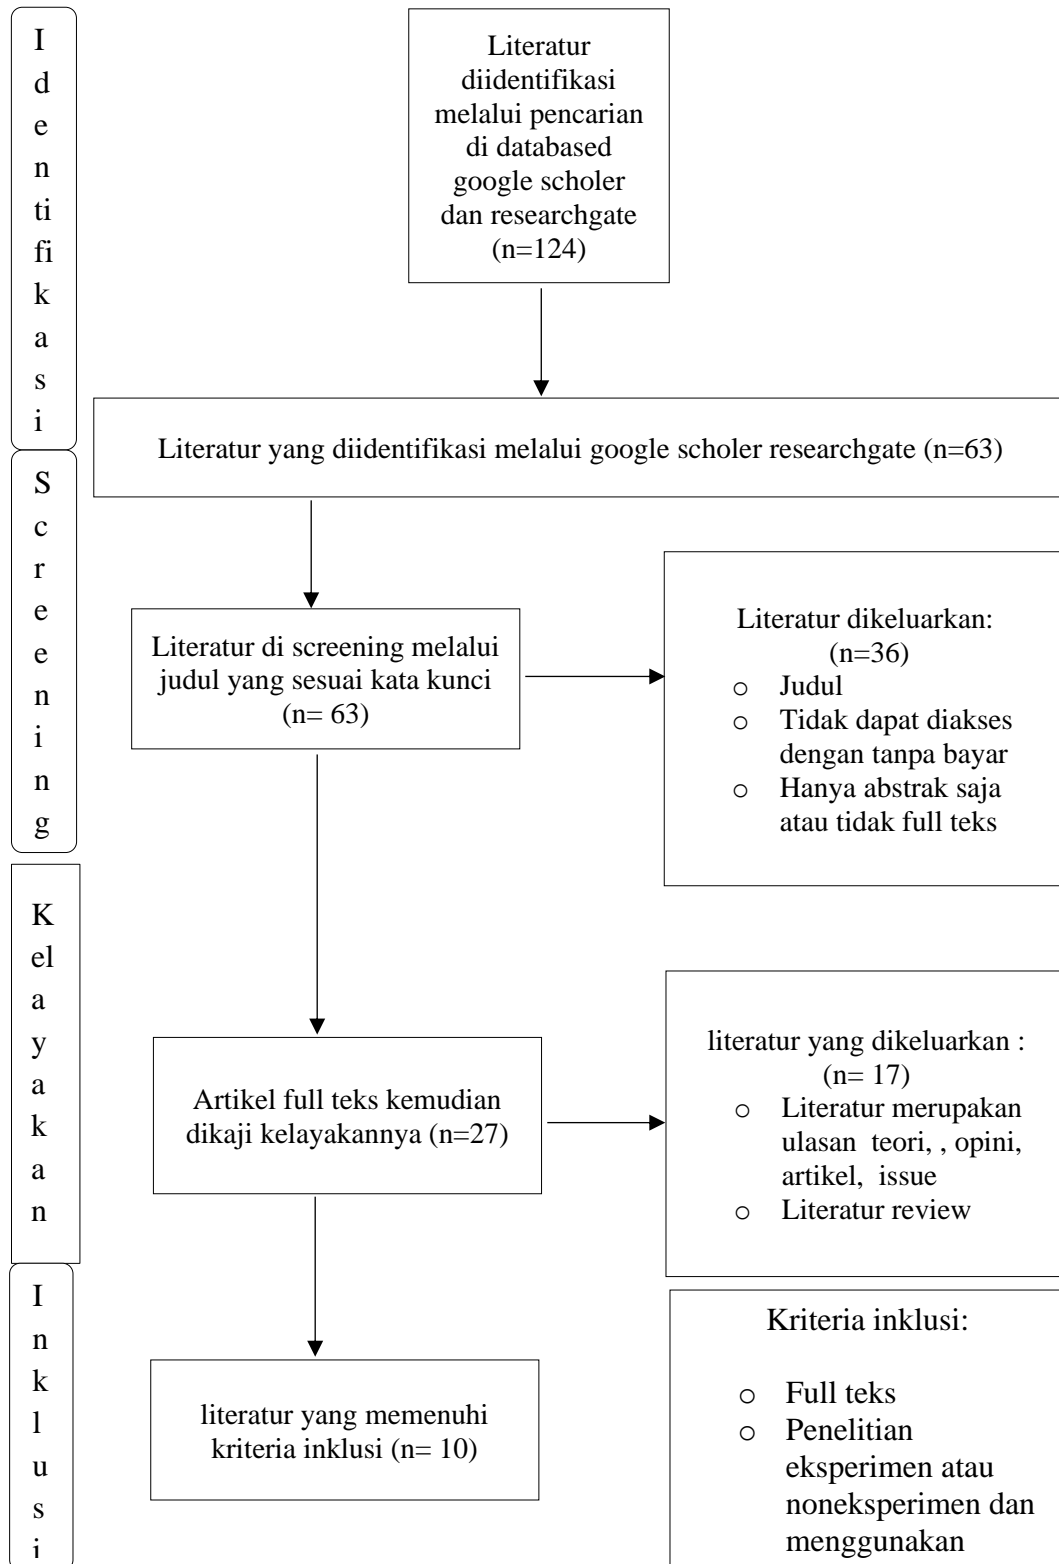 I
d
e
n
ti
fi
k
a
s
i
Literatur
diidentifikasi
melalui pencarian
di databased
google scholer
dan researchgate
(n=124)
Literatur yang diidentifikasi melalui google scholer researchgate (n=63)
S
c
r
e
e
n
i
n
g
Literatur di screening melalui
judul yang sesuai kata kunci
(n= 63)
Literatur dikeluarkan:
(n=36)
o Judul
o Tidak dapat diakses
dengan tanpa bayar
o Hanya abstrak saja
atau tidak full teks
K
el
a
y
a
k
a
n
Artikel full teks kemudian
dikaji kelayakannya (n=27)
literatur yang dikeluarkan :
(n= 17)
o Literatur merupakan
ulasan teori, , opini,
artikel, issue
o Literatur review
I
n
k
l
u
s
i
literatur yang memenuhi
kriteria inklusi (n= 10)
Kriteria inklusi:
o Full teks
o Penelitian
eksperimen atau
noneksperimen dan
menggunakan